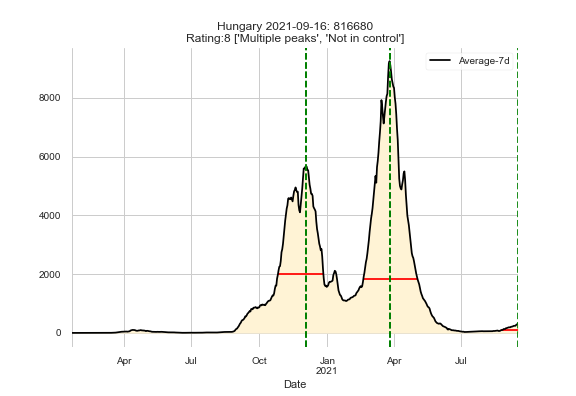 Hungary 2021-09-16: 816680
Rating:8 ['Multiple peaks', 'Not in control']
Average-7d
8000
6000
4000
2000
0
Apr
Jul
Oct
Jan
2021
Apr
Jul
Date